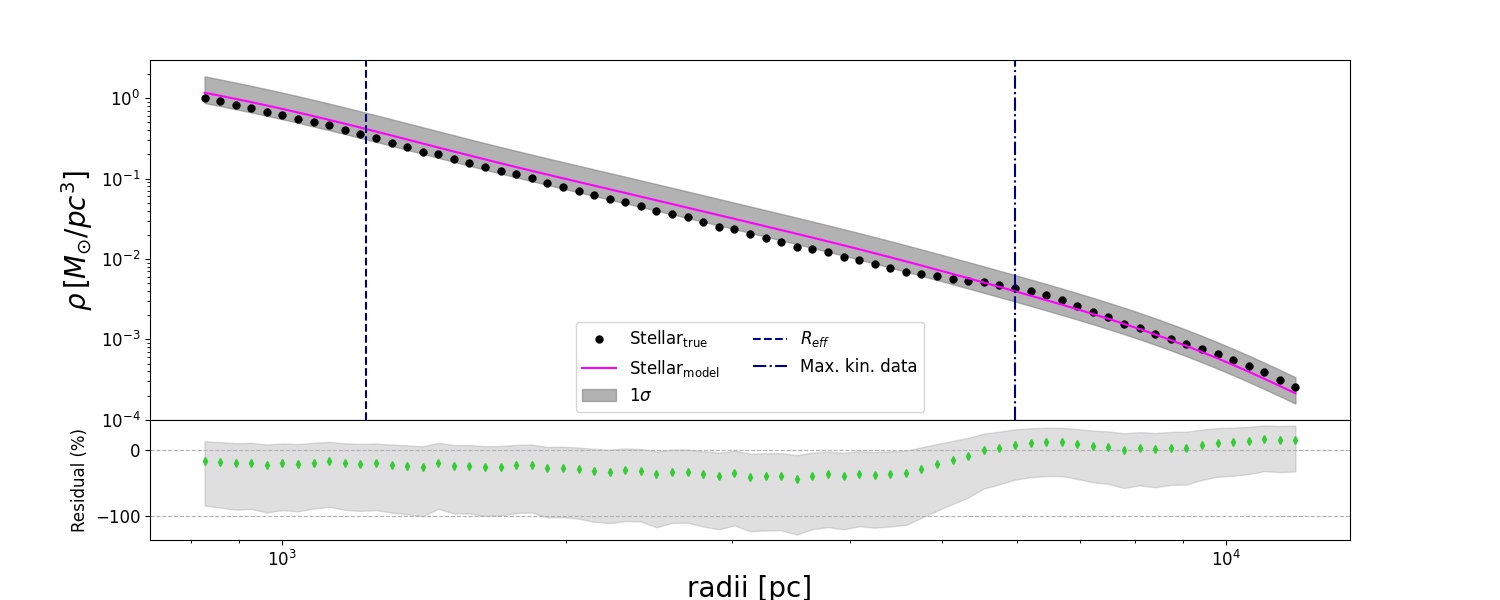 ρ [M⊙/pc³]
10⁰
10⁻¹
10⁻²
10⁻³
10⁻⁴
Stellar_true
Stellar_model
1σ
R_eff
Max. kin. data
Residual (%)
0
−100
10³
10⁴
radii [pc]